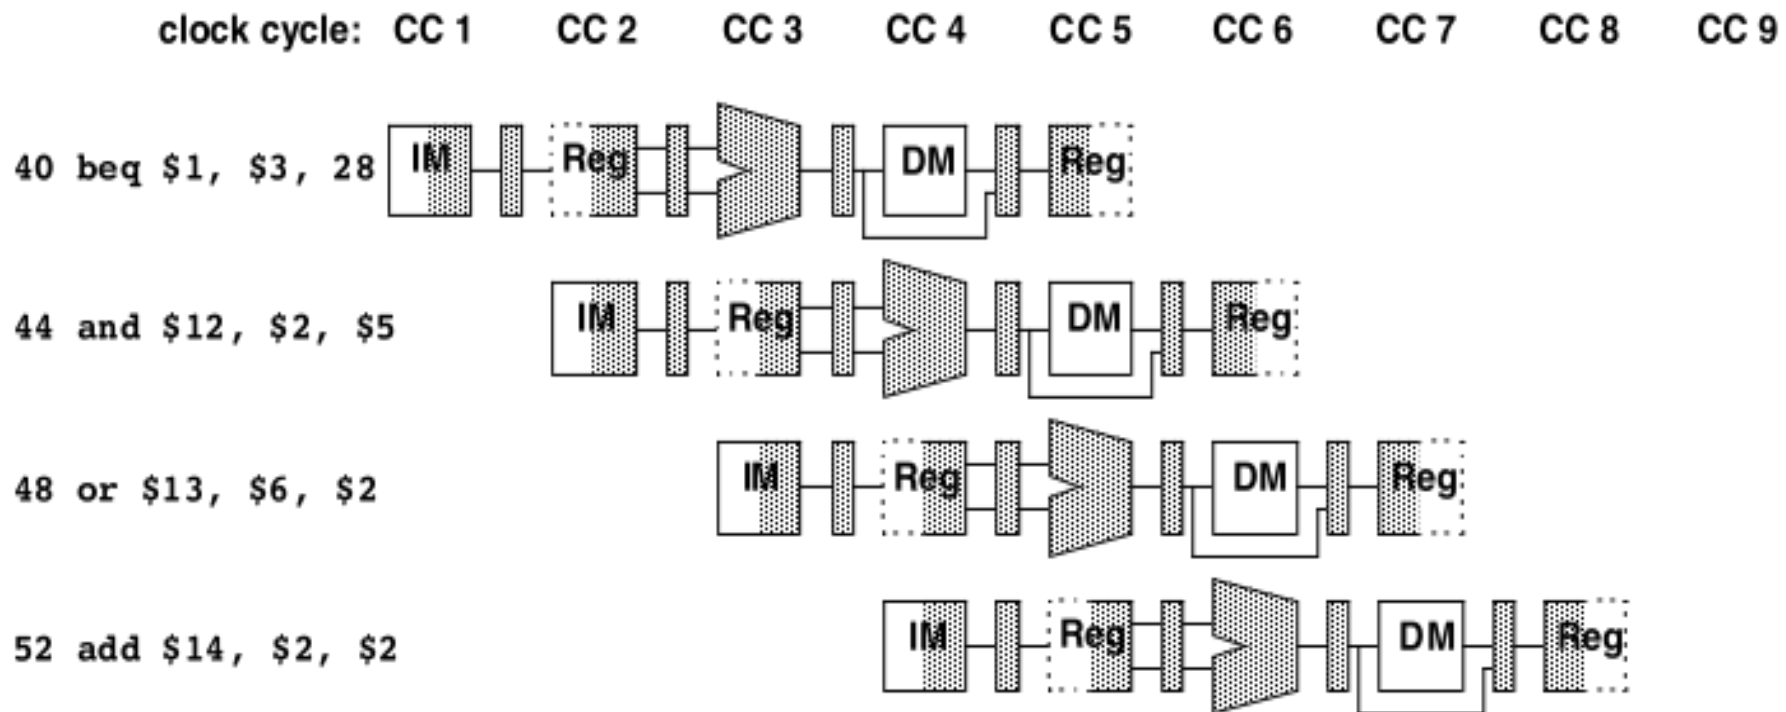 clock cycle: CC 1 CC 2 CC 3 CC 4 CC 5 CC 6 CC 7 CC 8 CC 9
40 beq $1, $3, 28 IM Reg DM Reg
44 and $12, $2, $5 IM Reg DM Reg
48 or $13, $6, $2 IM Reg DM Reg
52 add $14, $2, $2 IM Reg DM Reg